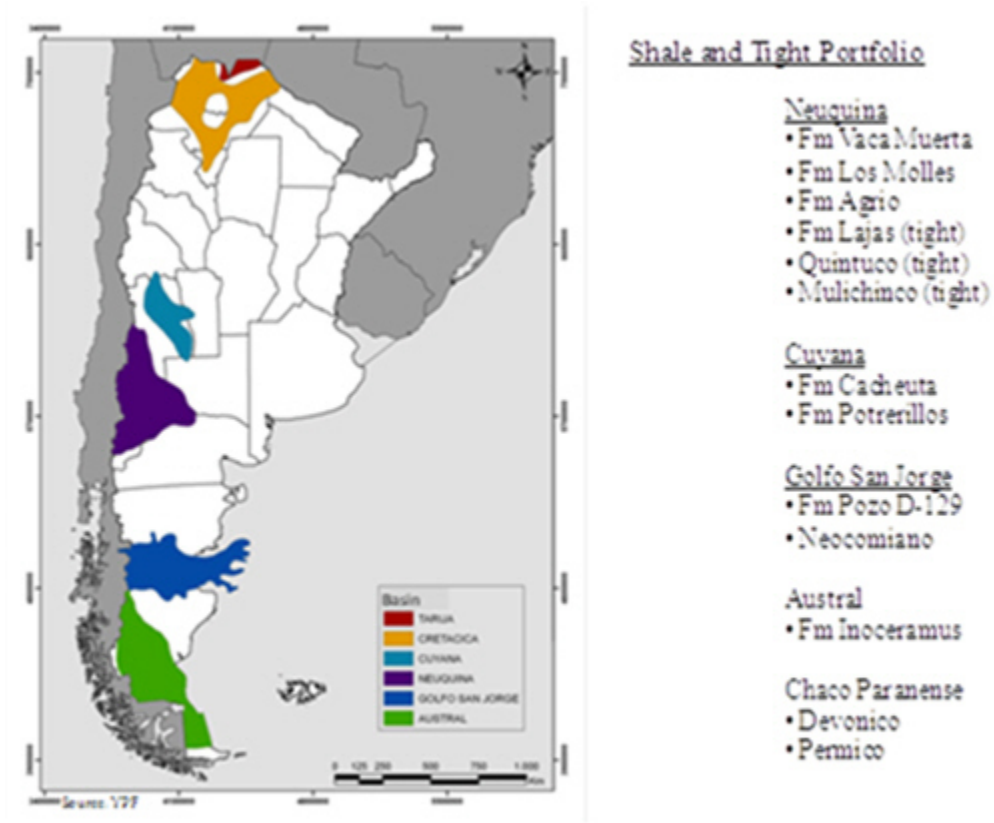 Shale and Tight Portfolio
Neuquina
• Fm Vaca Muerta
• Fm Los Molles
• Fm Agrio
• Fm Lajas (tight)
• Quintuco (tight)
• Mulichinco (tight)
Cuyana
• Fm Cacheuta
• Fm Potrerillos
Golfo San Jorge
• Fm Pozo D-129
• Neocomiano
Austral
• Fm Inoceramus
Chaco Paranense
• Devonico
• Permico
Basin
TARIJA
CRETACICA
CUYANA
NEUQUINA
GOLFO SAN JORGE
AUSTRAL
0 125 250 500 750 1.000
Km
Source: YPF